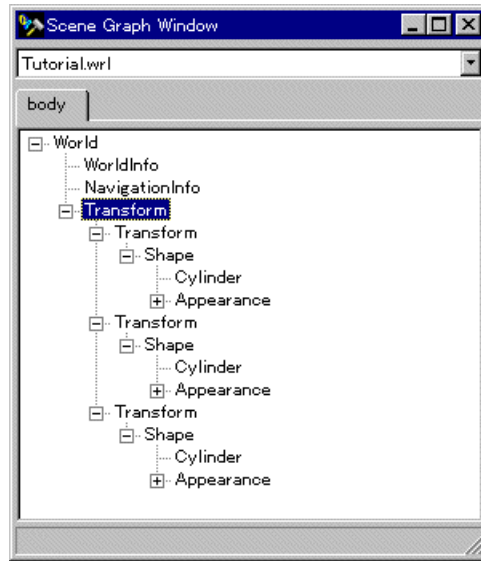 Scene Graph Window
Tutorial.wrl
body
World
WorldInfo
NavigationInfo
Transform
Transform
Shape
Cylinder
Appearance
Transform
Shape
Cylinder
Appearance
Transform
Shape
Cylinder
Appearance